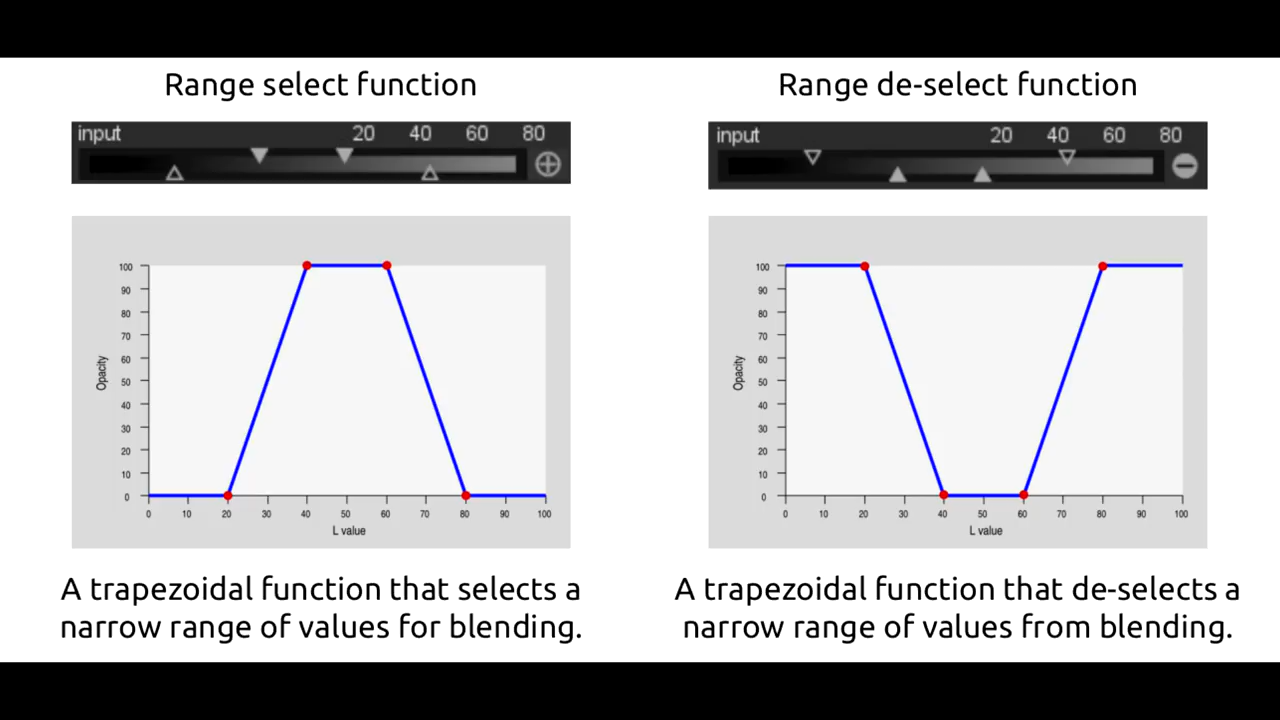 Range select function
Range de-select function
input 20 40 60 80
input 20 40 60 80
100
90
80
70
60
50
40
30
20
10
0
Opacity
0 10 20 30 40 50 60 70 80 90 100
L value
100
90
80
70
60
50
40
30
20
10
0
Opacity
0 10 20 30 40 50 60 70 80 90 100
L value
A trapezoidal function that selects a
narrow range of values for blending.
A trapezoidal function that de-selects a
narrow range of values from blending.